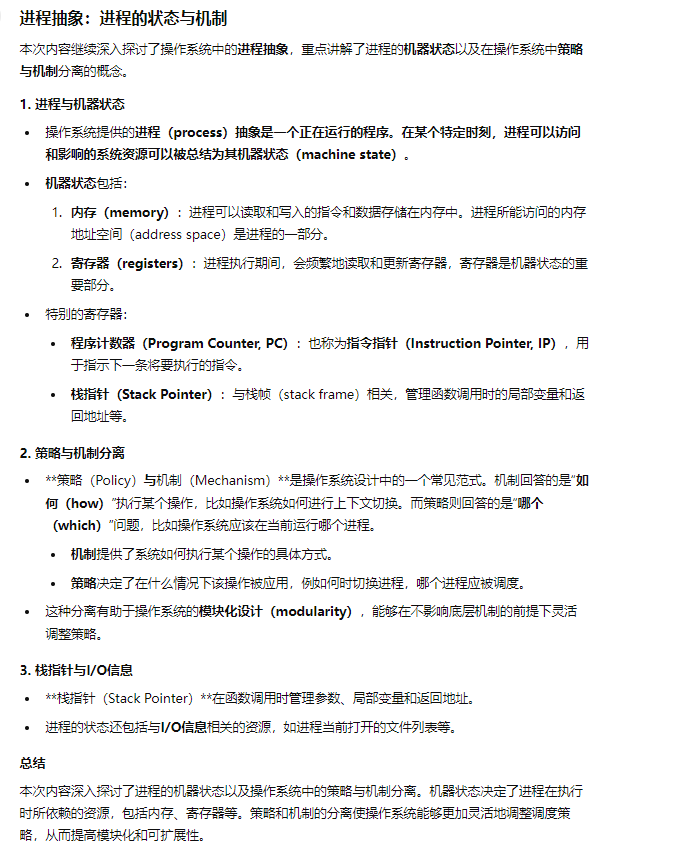 进程抽象：进程的状态与机制
本次内容继续深入探讨了操作系统中的进程抽象，重点讲解了进程的机器状态以及在操作系统中策略
与机制分离的概念。
1. 进程与机器状态
• 操作系统提供的进程（process）抽象是一个正在运行的程序。在某个特定时刻，进程可以访问
和影响的系统资源可以被总结为其机器状态（machine state）。
• 机器状态包括：
1. 内存（memory）：进程可以读取和写入的指令和数据存储在内存中。进程所能访问的内存
地址空间（address space）是进程的一部分。
2. 寄存器（registers）：进程执行期间，会频繁地读取和更新寄存器，寄存器是机器状态的重
要部分。
• 特别的寄存器：
• 程序计数器（Program Counter, PC）：也称为指令指针（Instruction Pointer, IP），用
于指示下一条将要执行的指令。
• 栈指针（Stack Pointer）：与栈帧（stack frame）相关，管理函数调用时的局部变量和返
回地址等。
2. 策略与机制分离
• **策略（Policy）与机制（Mechanism）**是操作系统设计中的一个常见范式。机制回答的是“如
何（how）”执行某个操作，比如操作系统如何进行上下文切换。而策略则回答的是“哪个
（which）”问题，比如操作系统应该在当前运行哪个进程。
• 机制提供了系统如何执行某个操作的具体方式。
• 策略决定了在什么情况下该操作被应用，例如何时切换进程，哪个进程应被调度。
• 这种分离有助于操作系统的模块化设计（modularity），能够在不影响底层机制的前提下灵活
调整策略。
3. 栈指针与I/O信息
• **栈指针（Stack Pointer）**在函数调用时管理参数、局部变量和返回地址。
• 进程的状态还包括与I/O信息相关的资源，如进程当前打开的文件列表等。
总结
本次内容深入探讨了进程的机器状态以及操作系统中的策略与机制分离。机器状态决定了进程在执行
时所依赖的资源，包括内存、寄存器等。策略和机制的分离使操作系统能够更加灵活地调整调度策
略，从而提高模块化和可扩展性。